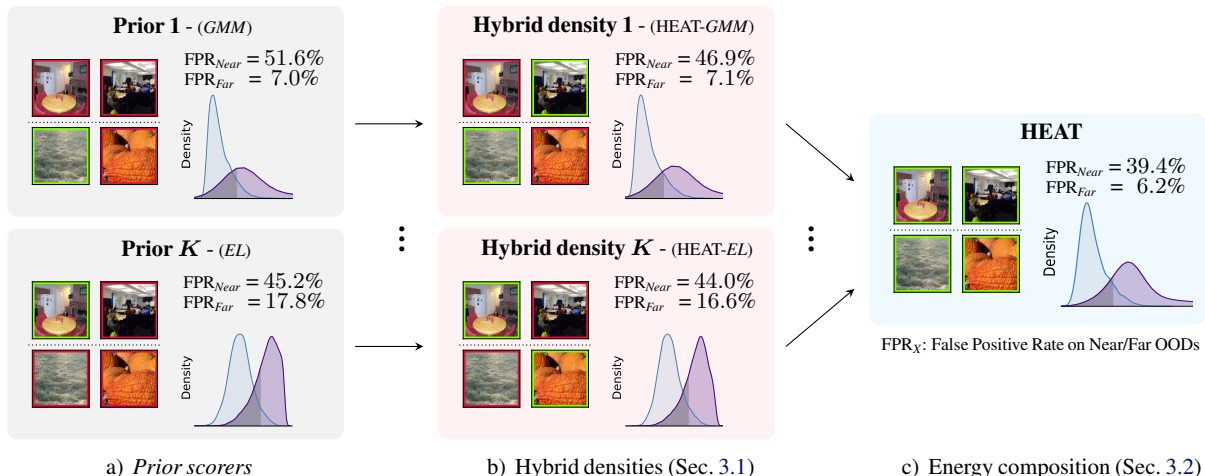 Prior 1 - (GMM)
FPR_Near = 51.6%
FPR_Far = 7.0%
Density
Prior K - (EL)
FPR_Near = 45.2%
FPR_Far = 17.8%
Density
a) Prior scorers
Hybrid density 1 - (HEAT-GMM)
FPR_Near = 46.9%
FPR_Far = 7.1%
Density
⋮
Hybrid density K - (HEAT-EL)
FPR_Near = 44.0%
FPR_Far = 16.6%
Density
b) Hybrid densities (Sec. 3.1)
⋮
HEAT
FPR_Near = 39.4%
FPR_Far = 6.2%
Density
FPR_X: False Positive Rate on Near/Far OODs
c) Energy composition (Sec. 3.2)